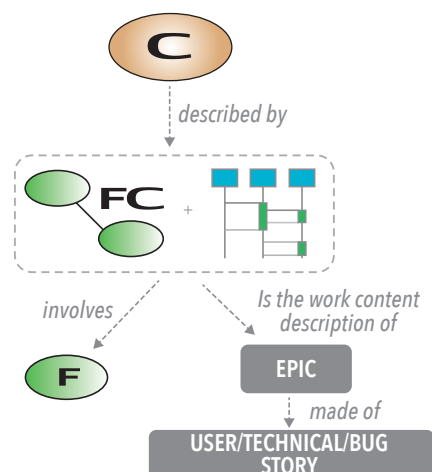 C
described by
FC
+
involves
Is the work content
description of
F
EPIC
made of
USER/TECHNICAL/BUG
STORY